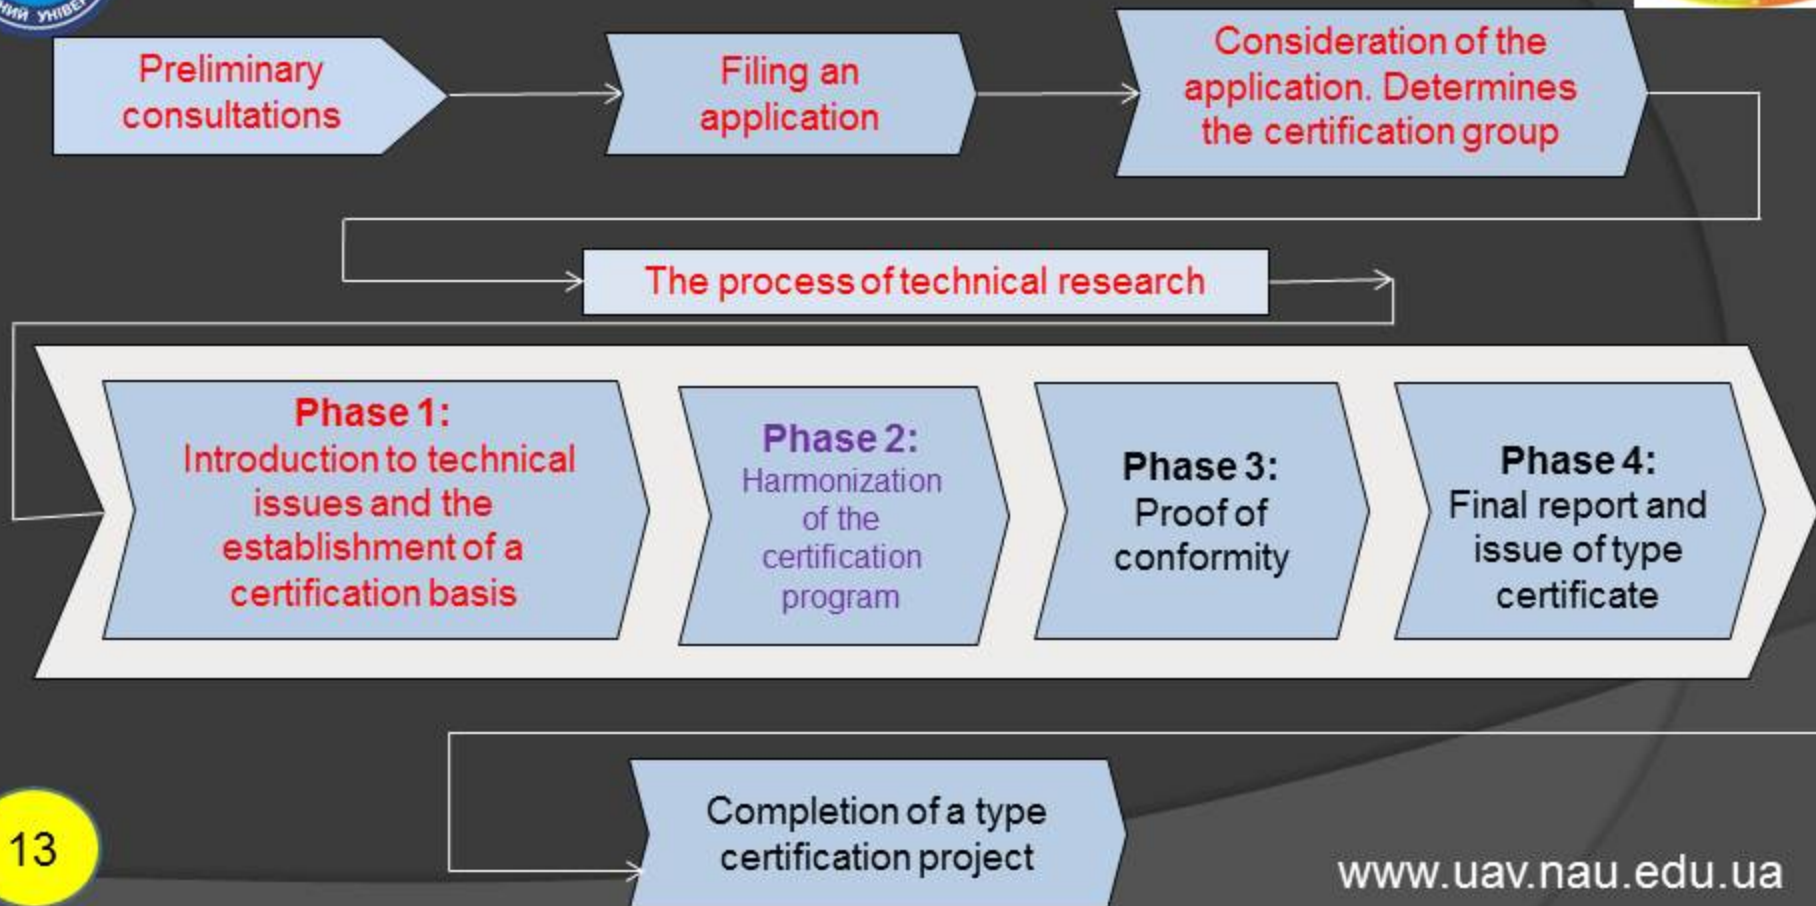 НИЙ УНІВЕ
Preliminary
consultations
Filing an
application
Consideration of the
application. Determines
the certification group
The process of technical research
Phase 1:
Introduction to technical
issues and the
establishment of a
certification basis
Phase 2:
Harmonization
of the
certification
program
Phase 3:
Proof of
conformity
Phase 4:
Final report and
issue of type
certificate
Completion of a type
certification project
13
www.uav.nau.edu.ua